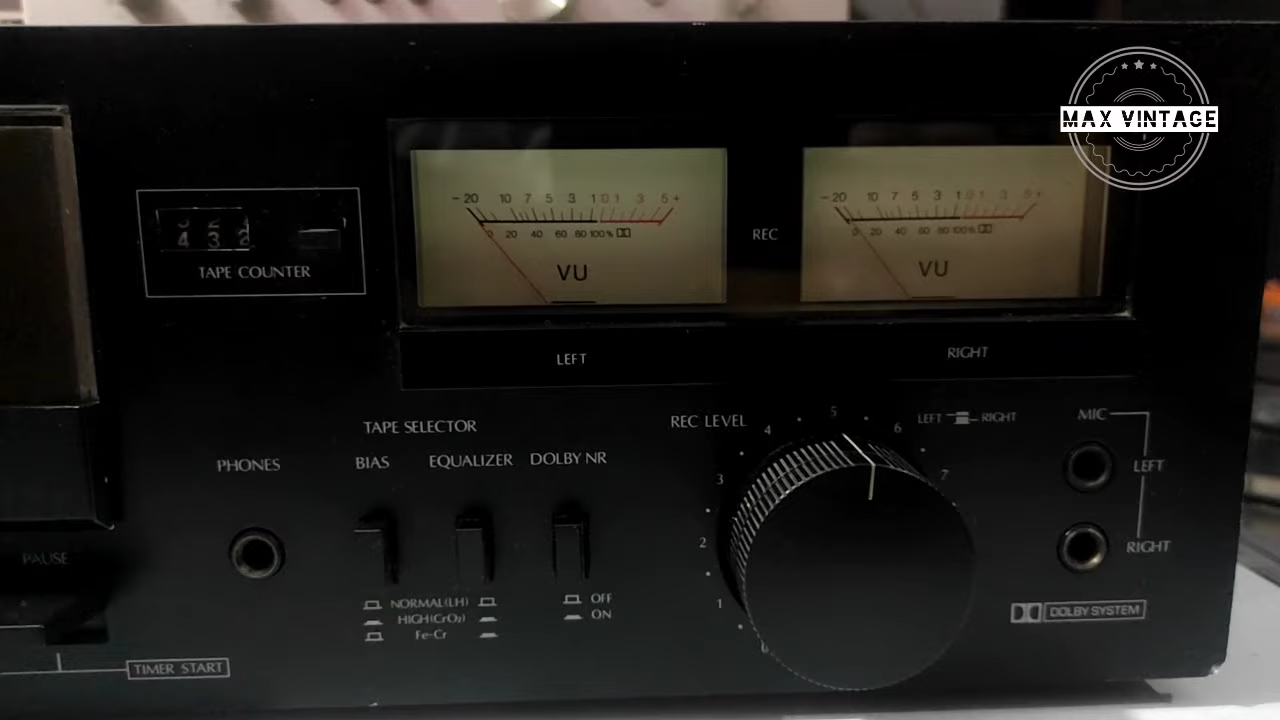 MAX VINTAGE
- 20 10 7 5 3 1 0 1 3 5 +
0 20 40 60 80 100%
VU
- 20 10 7 5 3 1 0 1 3 5 +
0 20 40 60 80 100%
VU
REC
4 3 2
TAPE COUNTER
LEFT
RIGHT
TAPE SELECTOR
PHONES
BIAS
EQUALIZER
DOLBY NR
NORMAL(LH)
HIGH(CrO₂)
Fe-Cr
OFF
ON
REC LEVEL
LEFT RIGHT
0 1 2 3 4 5 6 7
MIC
LEFT
RIGHT
DOLBY SYSTEM
PAUSE
TIMER START